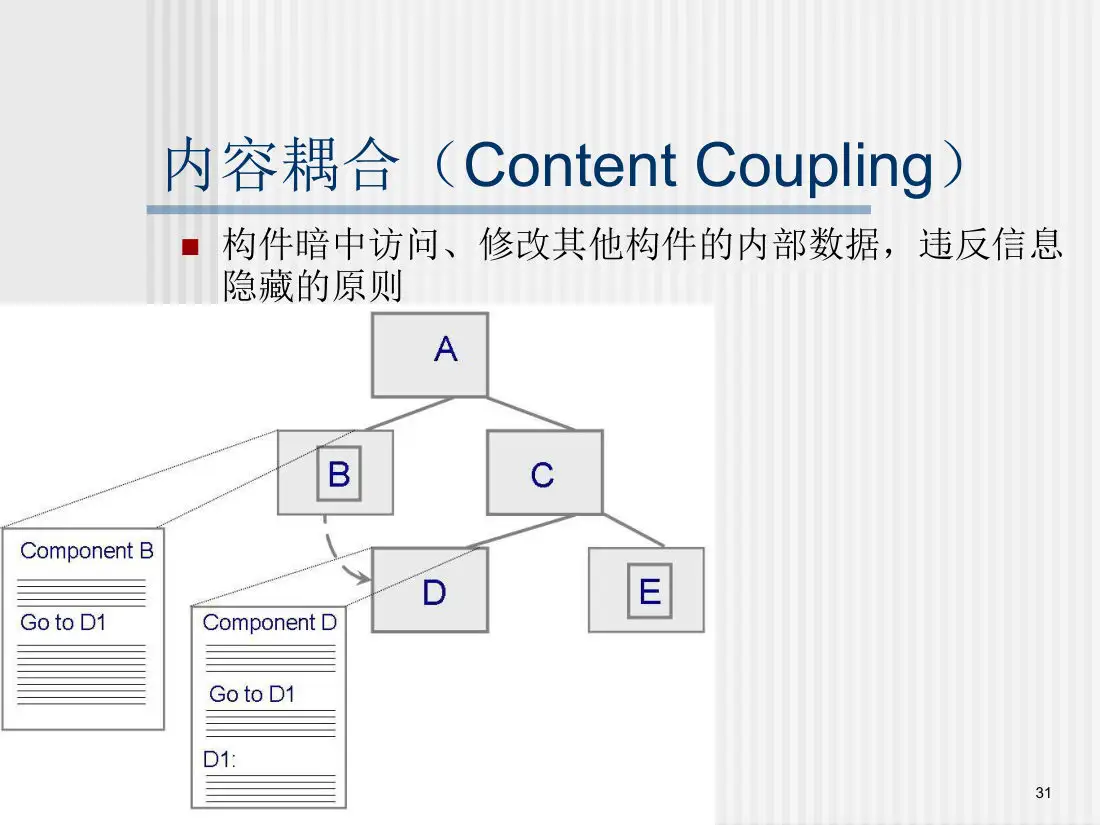 内容耦合（Content Coupling）
构件暗中访问、修改其他构件的内部数据，违反信息
隐藏的原则
A
B
C
Component B
Go to D1
D
E
Component D
Go to D1
D1:
31